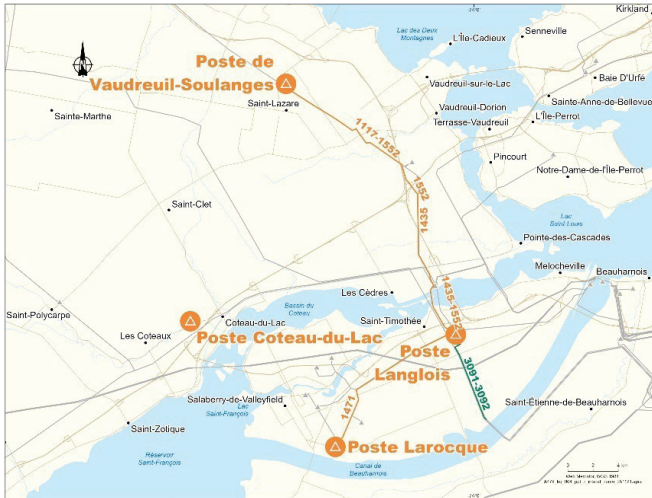 Kirkland
Senneville
Lac des Deux
Montagnes
L'Île-Cadieux
Poste de
Vaudreuil-Soulanges
Baie D'Urfé
Vaudreuil-sur-le-Lac
Sainte-Anne-de-Bellevue
Saint-Lazare
Sainte-Marthe
Vaudreuil-Dorion
L'Île-Perrot
Terrasse-Vaudreuil
1117-1552
Pincourt
Notre-Dame-de-l'Île-Perrot
1552
Saint-Clet
1435
Lac
Saint-Louis
Pointe-des-Cascades
Melocheville
Beauharnois
Les Cèdres
Bassin du
Coteau
1435-1552
Saint-Polycarpe
Coteau-du-Lac
Saint-Timothée
Poste Coteau-du-Lac
Les Coteaux
Poste
Langlois
3091-3092
Salaberry-de-Valleyfield
Lac
Saint-François
1471
Saint-Étienne-de-Beauharnois
Saint-Zotique
Poste Larocque
Réservoir
Saint-François
Canal de
Beauharnois